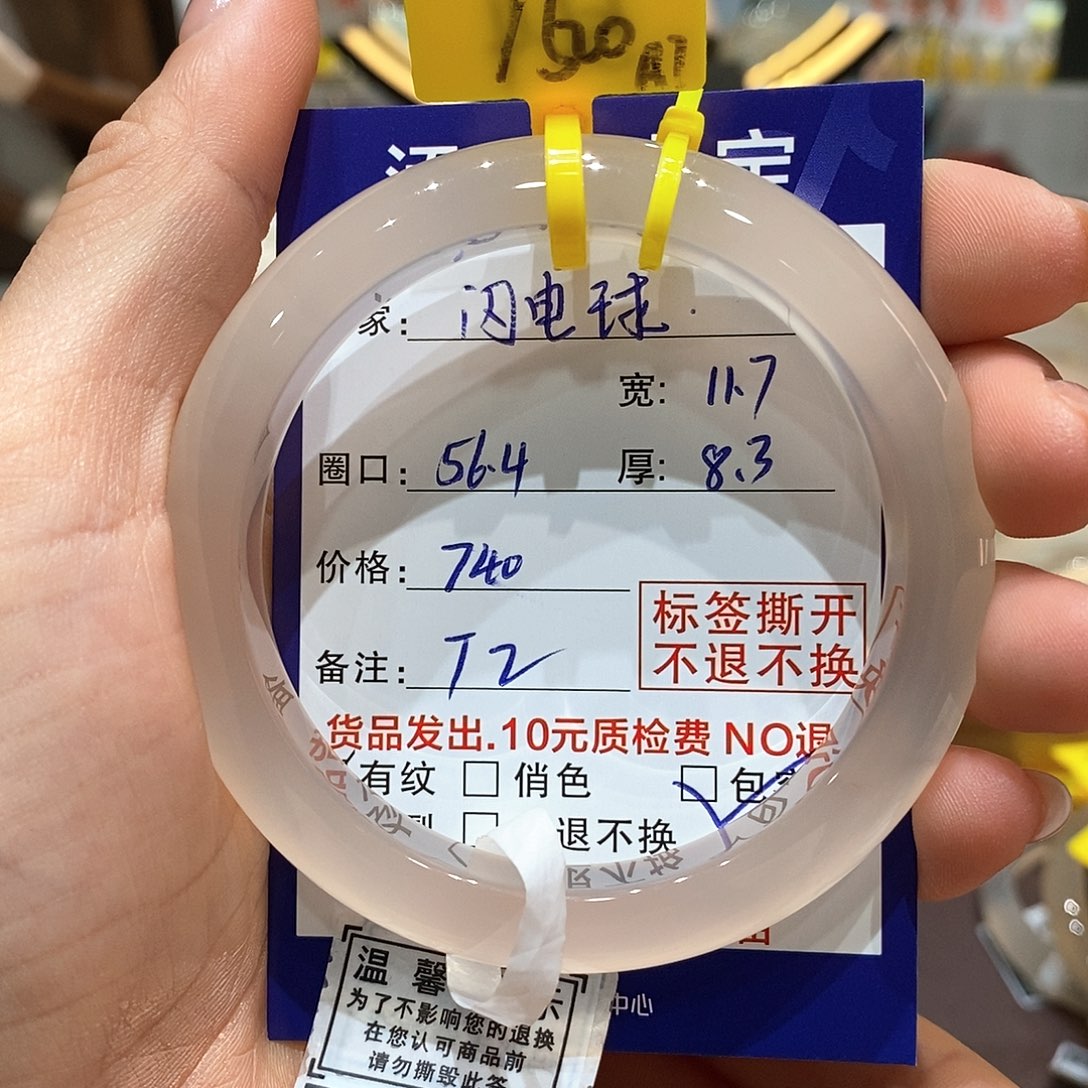 家: 闪电球
宽: 11.7
圈口: 56.4 厚: 8.3
价格: 740
备注: T2
标签撕开
不退不换
货品发出.10元质检费 NO退
有纹 俏色 包
退不换
中心
温馨
为了不影响您的退换
在您认可商品前
请勿撕毁此签